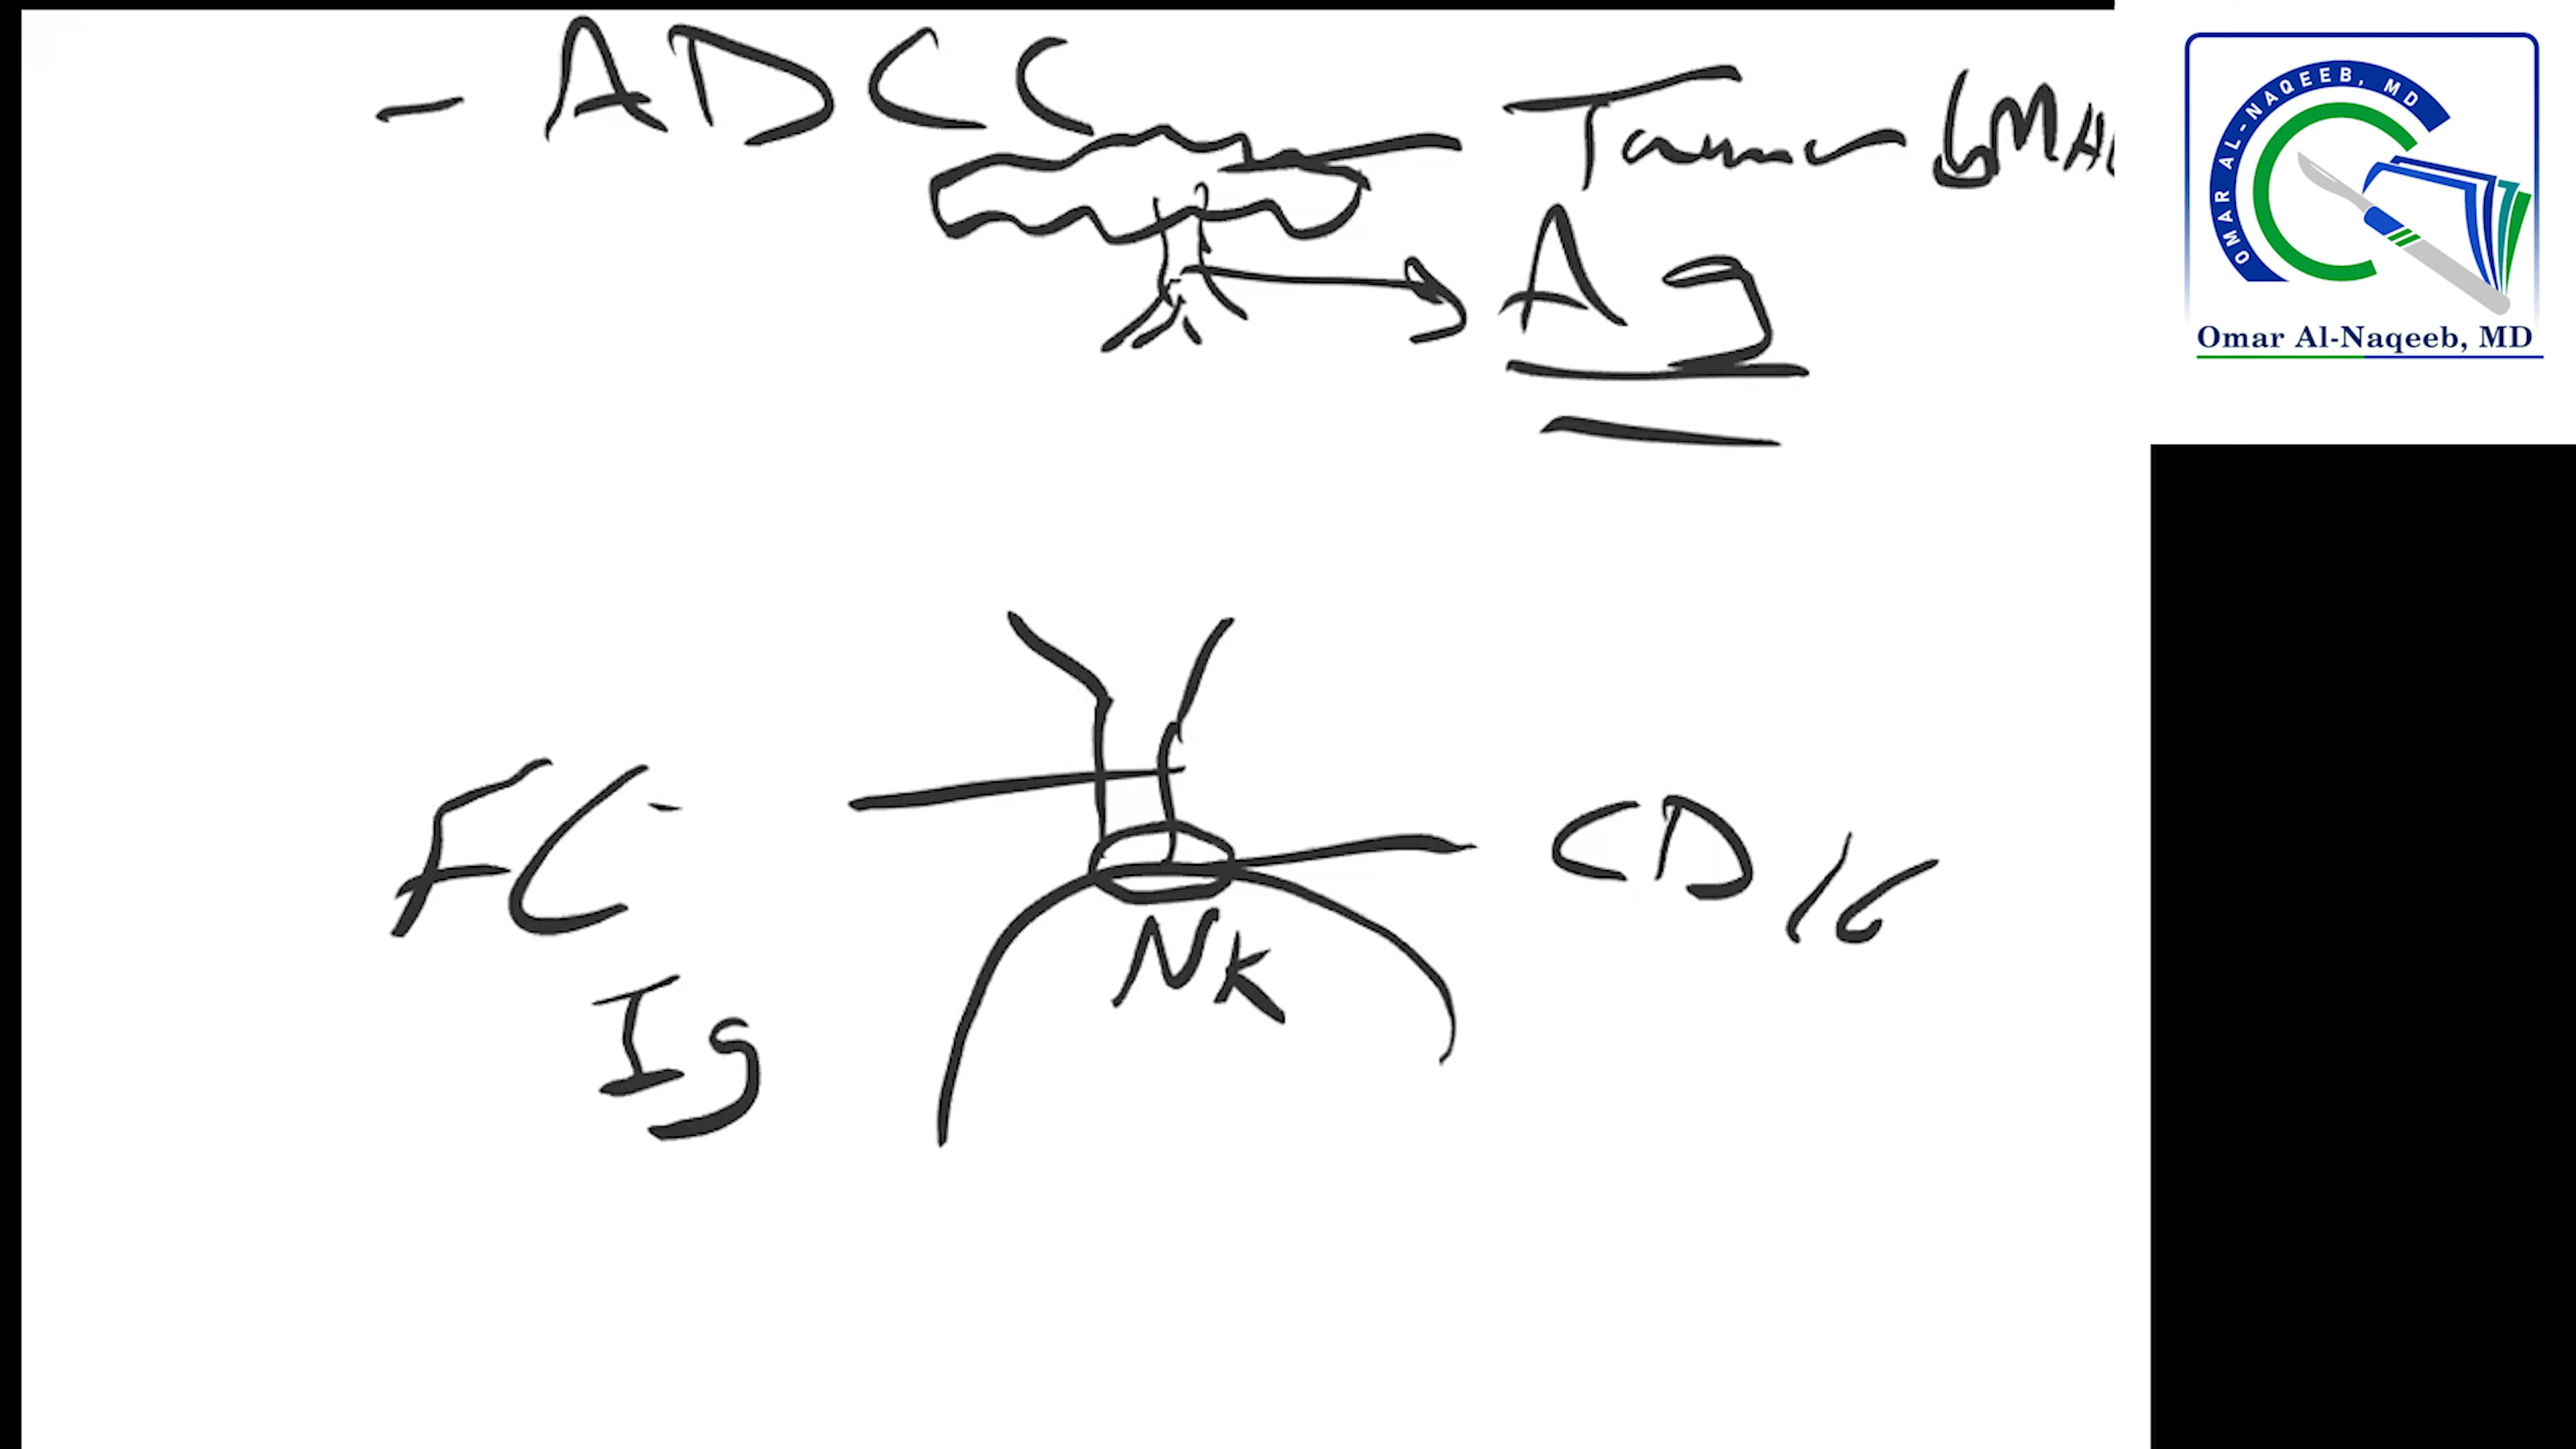 - ADCC
Tumor
Ag
FC
CD16
NK
Ig
OMAR AL-NAQEEB, MD
Omar Al-Naqeeb, MD